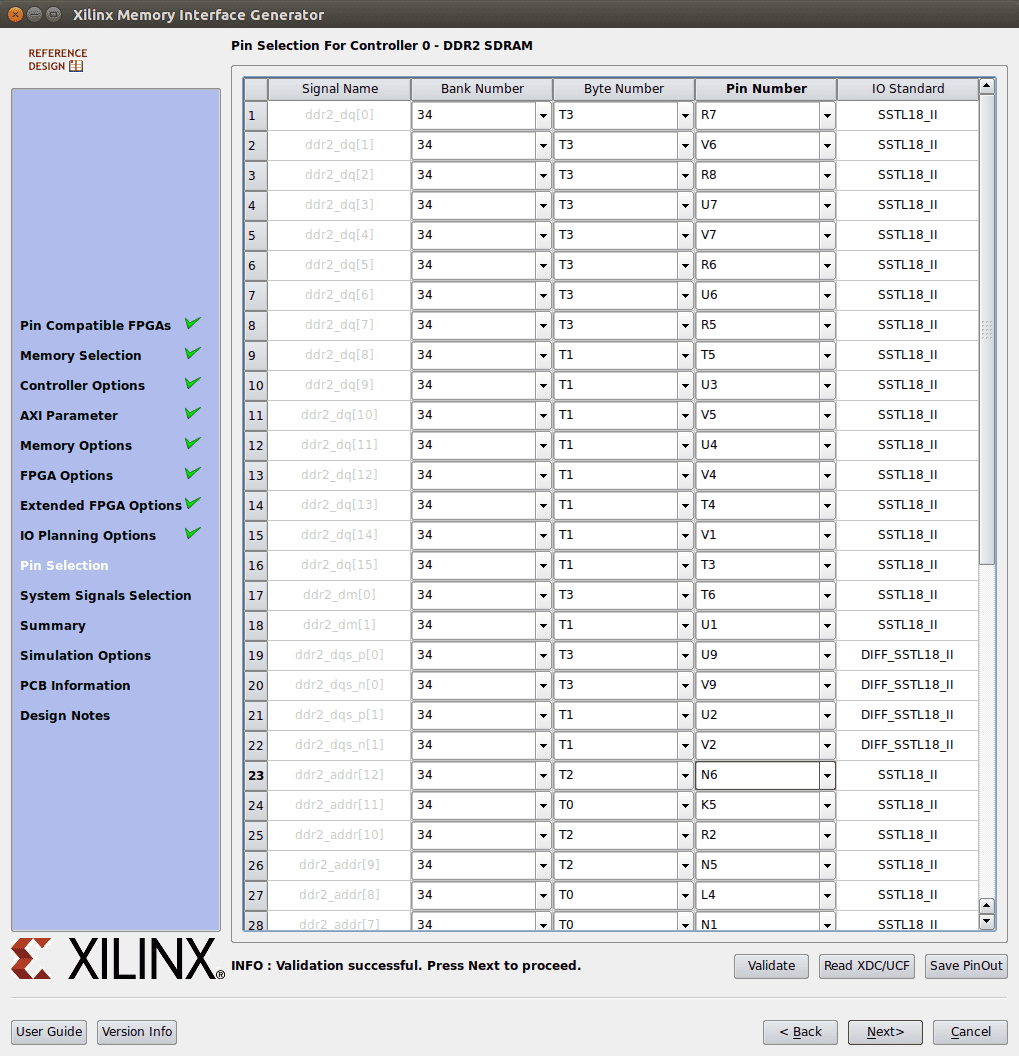 Xilinx Memory Interface Generator
REFERENCE
DESIGN
Pin Compatible FPGAs
Memory Selection
Controller Options
AXI Parameter
Memory Options
FPGA Options
Extended FPGA Options
IO Planning Options
Pin Selection
System Signals Selection
Summary
Simulation Options
PCB Information
Design Notes
Pin Selection For Controller 0 - DDR2 SDRAM
Signal Name Bank Number Byte Number Pin Number IO Standard
1 ddr2_dq[0] 34 T3 R7 SSTL18_II
2 ddr2_dq[1] 34 T3 V6 SSTL18_II
3 ddr2_dq[2] 34 T3 R8 SSTL18_II
4 ddr2_dq[3] 34 T3 U7 SSTL18_II
5 ddr2_dq[4] 34 T3 V7 SSTL18_II
6 ddr2_dq[5] 34 T3 R6 SSTL18_II
7 ddr2_dq[6] 34 T3 U6 SSTL18_II
8 ddr2_dq[7] 34 T3 R5 SSTL18_II
9 ddr2_dq[8] 34 T1 T5 SSTL18_II
10 ddr2_dq[9] 34 T1 U3 SSTL18_II
11 ddr2_dq[10] 34 T1 V5 SSTL18_II
12 ddr2_dq[11] 34 T1 U4 SSTL18_II
13 ddr2_dq[12] 34 T1 V4 SSTL18_II
14 ddr2_dq[13] 34 T1 T4 SSTL18_II
15 ddr2_dq[14] 34 T1 V1 SSTL18_II
16 ddr2_dq[15] 34 T1 T3 SSTL18_II
17 ddr2_dm[0] 34 T3 T6 SSTL18_II
18 ddr2_dm[1] 34 T1 U1 SSTL18_II
19 ddr2_dqs_p[0] 34 T3 U9 DIFF_SSTL18_II
20 ddr2_dqs_n[0] 34 T3 V9 DIFF_SSTL18_II
21 ddr2_dqs_p[1] 34 T1 U2 DIFF_SSTL18_II
22 ddr2_dqs_n[1] 34 T1 V2 DIFF_SSTL18_II
23 ddr2_addr[12] 34 T2 N6 SSTL18_II
24 ddr2_addr[11] 34 T0 K5 SSTL18_II
25 ddr2_addr[10] 34 T2 R2 SSTL18_II
26 ddr2_addr[9] 34 T2 N5 SSTL18_II
27 ddr2_addr[8] 34 T0 L4 SSTL18_II
28 ddr2_addr[7] 34 T0 N1 SSTL18_II
XILINX®
INFO : Validation successful. Press Next to proceed.
Validate Read XDC/UCF Save PinOut
User Guide Version Info < Back Next> Cancel